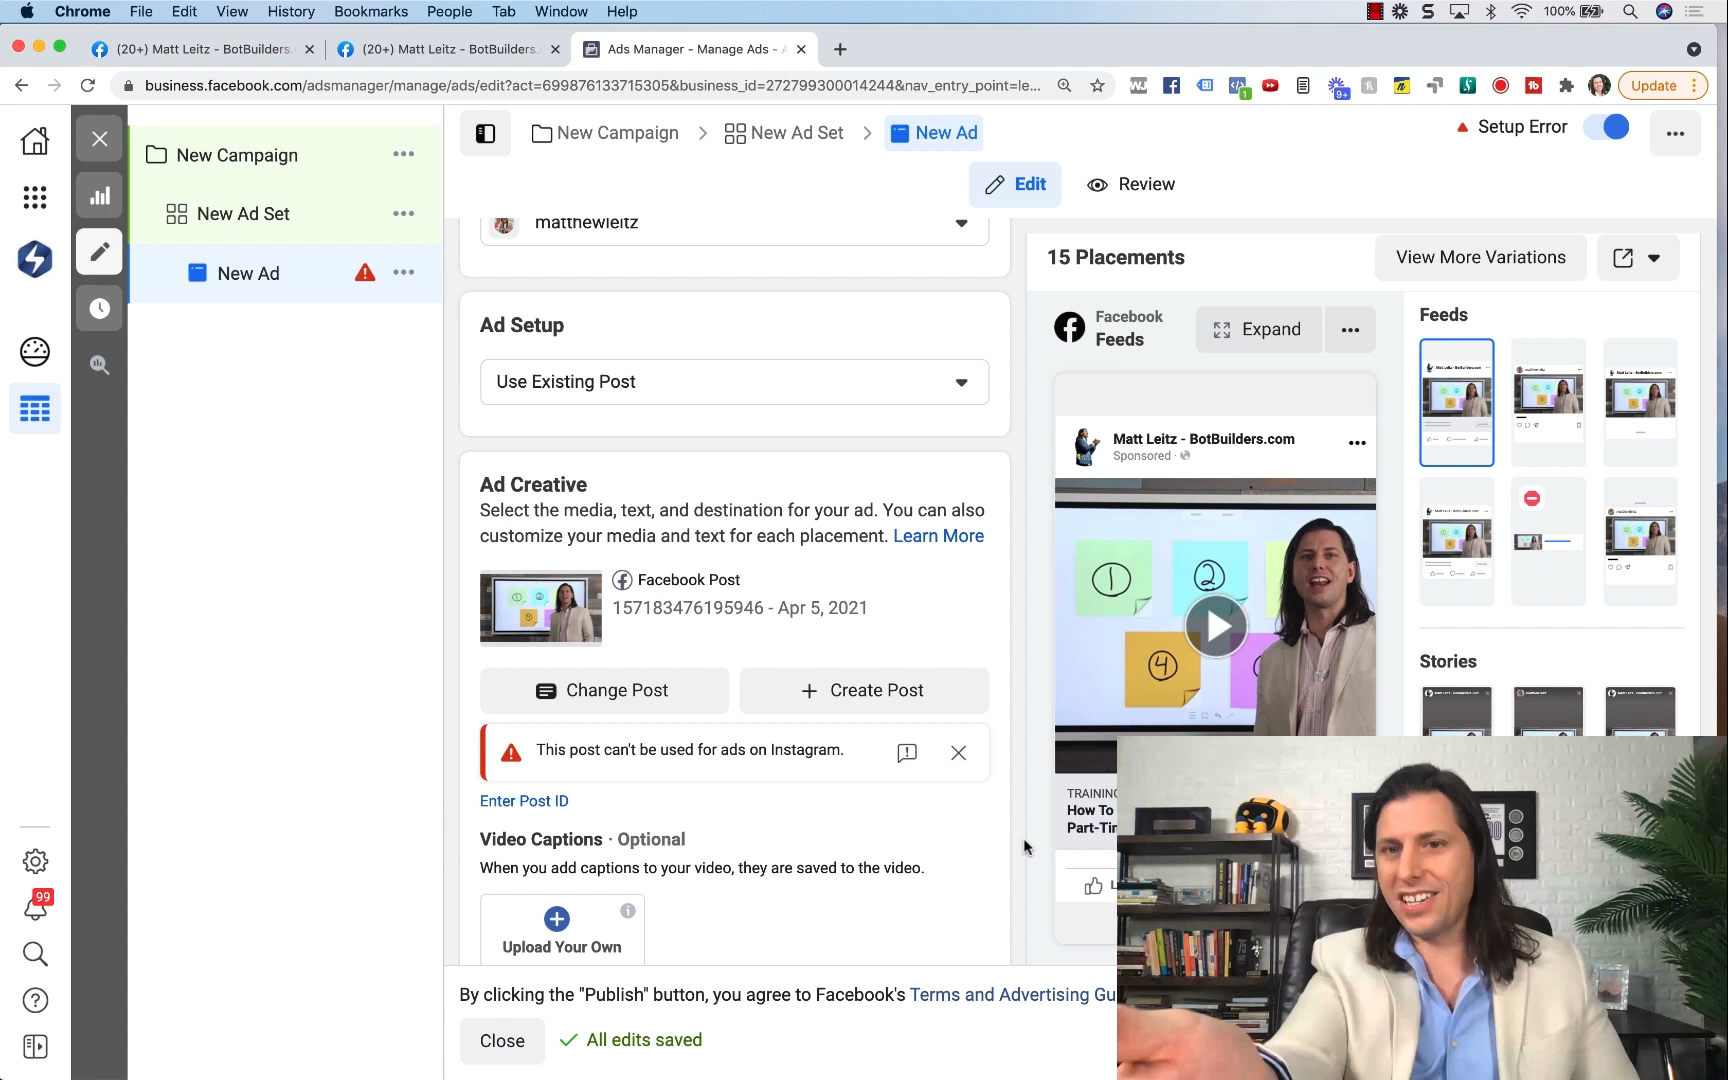 Chrome File Edit View History Bookmarks People Tab Window Help
100%
(20+) Matt Leitz - BotBuilders.
(20+) Matt Leitz - BotBuilders.
Ads Manager - Manage Ads -
business.facebook.com/adsmanager/manage/ads/edit?act=699876133715305&business_id=272799300014244&nav_entry_point=le...
Update
New Campaign
New Ad Set
New Ad
New Campaign > New Ad Set > New Ad
Setup Error
Edit
Review
matthewleitz
Ad Setup
Use Existing Post
Ad Creative
Select the media, text, and destination for your ad. You can also
customize your media and text for each placement. Learn More
Facebook Post
157183476195946 - Apr 5, 2021
Change Post
Create Post
This post can't be used for ads on Instagram.
Enter Post ID
Video Captions · Optional
When you add captions to your video, they are saved to the video.
Upload Your Own
By clicking the "Publish" button, you agree to Facebook's Terms and Advertising Gu
Close
All edits saved
99
15 Placements
View More Variations
Facebook
Feeds
Expand
Matt Leitz - BotBuilders.com
Sponsored ·
1
2
4
TRAINING
How To
Part-Tir
Feeds
Stories